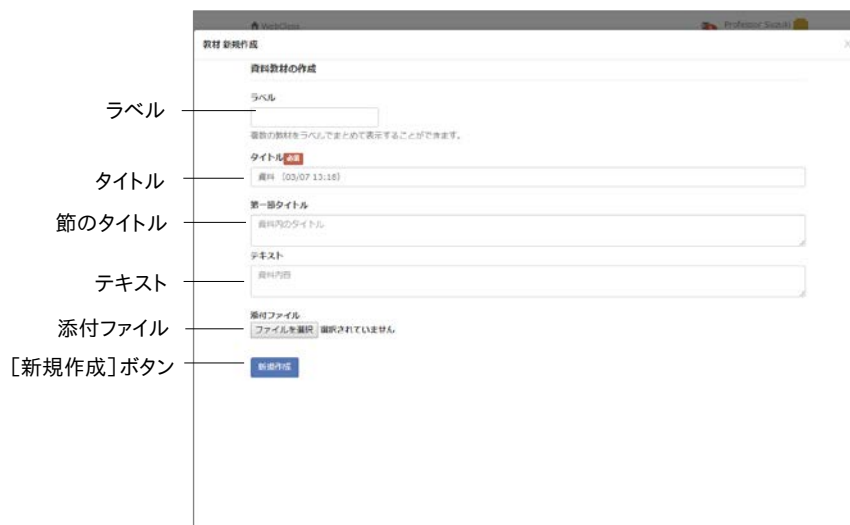 WebClass
Professor Suzuki
教材 新規作成
資料教材の作成
ラベル
ラベル
複数の教材をラベルでまとめて表示することができます。
タイトル 必須
タイトル
資料 (03/07 13:16)
第一節タイトル
節のタイトル
資料内のタイトル
テキスト
テキスト
資料内容
添付ファイル
添付ファイル
ファイルを選択 選択されていません
[新規作成]ボタン
新規作成